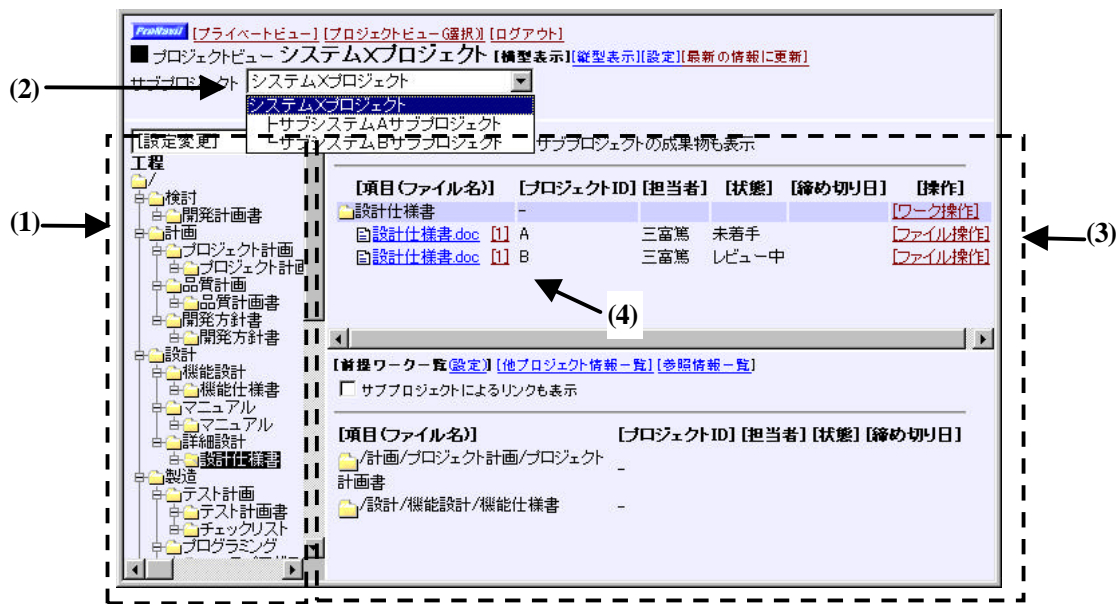 ProNavi [プライベートビュー] [プロジェクトビュー(選択)] [ログアウト]
■ プロジェクトビュー システムXプロジェクト [横型表示][縦型表示][設定][最新の情報に更新]
(2)
サブプロジェクト システムXプロジェクト
システムXプロジェクト
├サブシステムAサブプロジェクト
└サブシステムBサブプロジェクト
[設定変更]
サブプロジェクトの成果物も表示
工程
/
検討
開発計画書
計画
プロジェクト計画
プロジェクト計画
品質計画
品質計画書
開発方針書
開発方針書
設計
機能設計
機能仕様書
マニュアル
マニュアル
詳細設計
設計仕様書
製造
テスト計画
テスト計画書
チェックリスト
プログラミング
(1)
[項目(ファイル名)] [プロジェクトID] [担当者] [状態] [締め切り日] [操作]
設計仕様書 - [ワーク操作]
設計仕様書.doc [1] A 三富篤 未着手 [ファイル操作]
設計仕様書.doc [1] B 三富篤 レビュー中 [ファイル操作]
(3)
(4)
[前提ワーク一覧(設定)] [他プロジェクト情報一覧] [参照情報一覧]
サブプロジェクトによるリンクも表示
[項目(ファイル名)] [プロジェクトID] [担当者] [状態] [締め切り日]
/計画/プロジェクト計画/プロジェクト
計画書 -
/設計/機能設計/機能仕様書 -